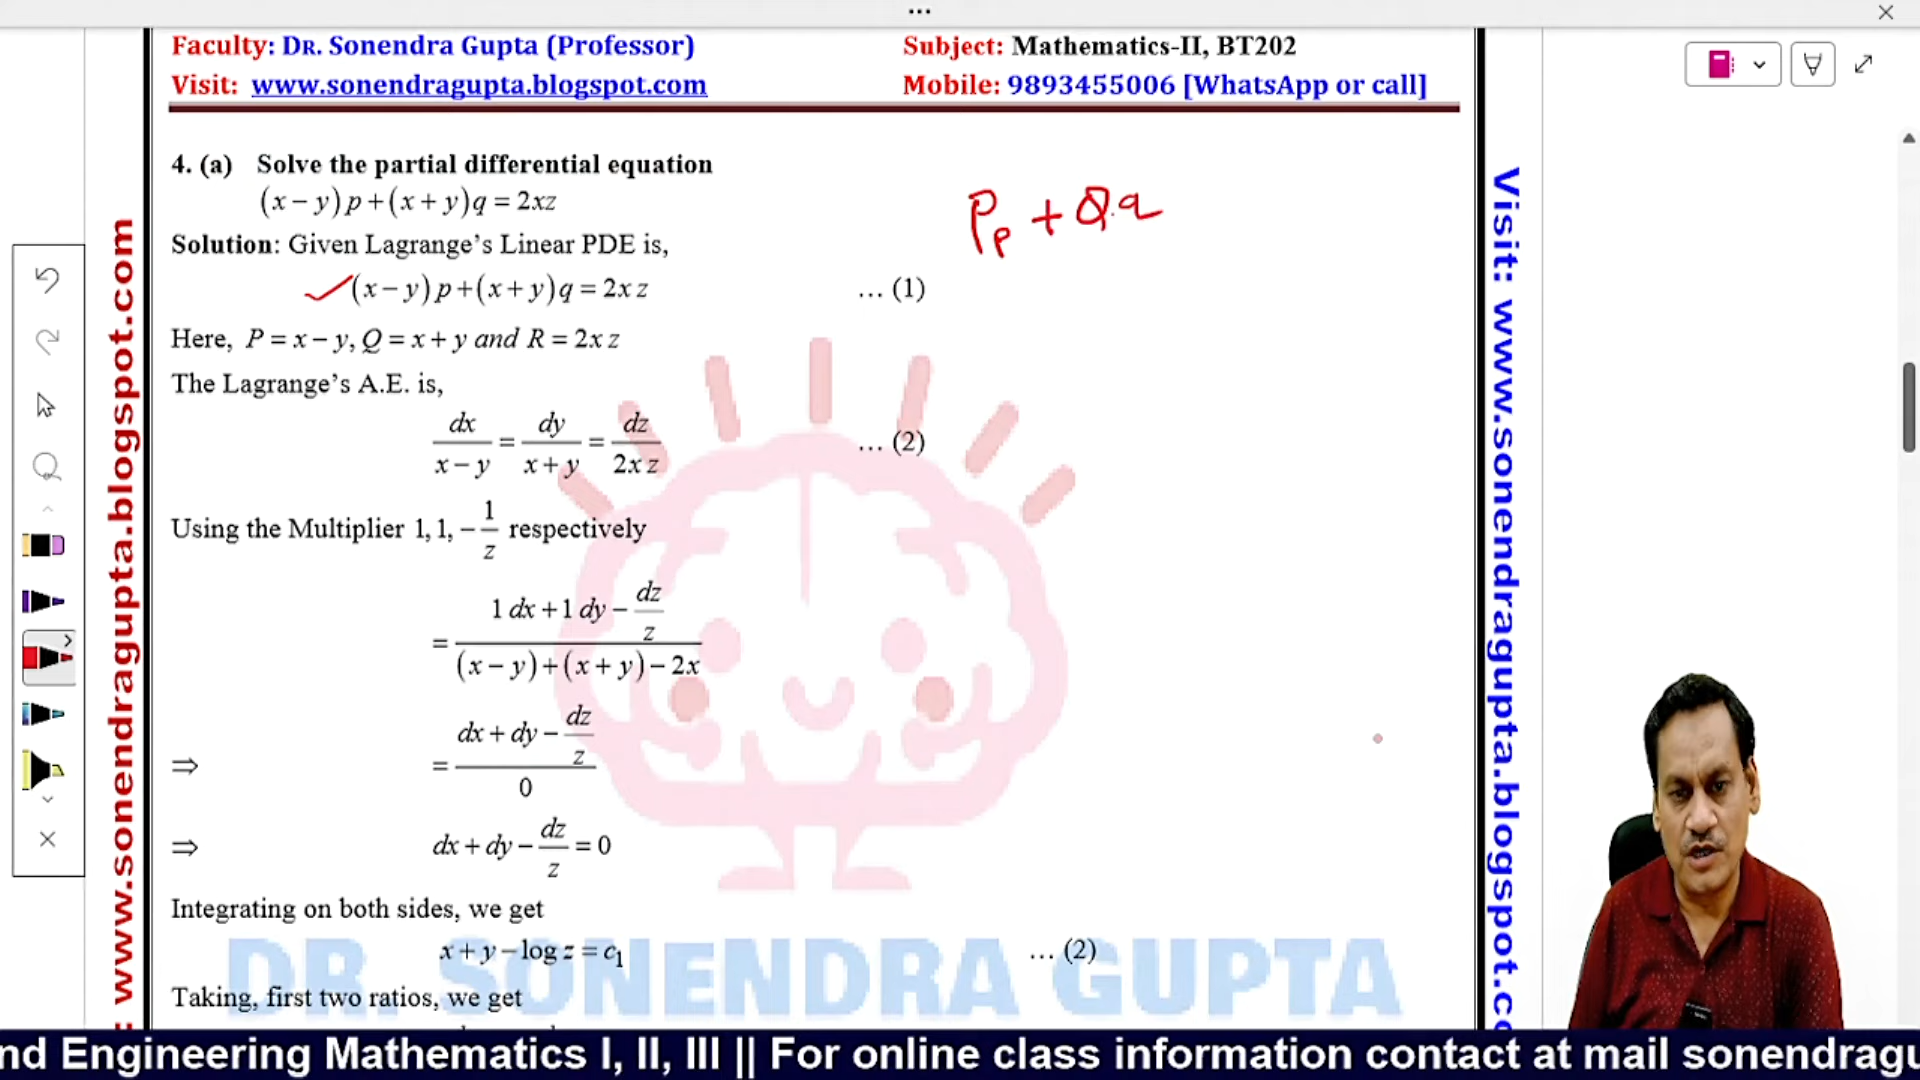 Faculty: DR. Sonendra Gupta (Professor)
Subject: Mathematics-II, BT202
Visit: www.sonendragupta.blogspot.com
Mobile: 9893455006 [WhatsApp or call]
4. (a) Solve the partial differential equation
(x − y) p + (x + y) q = 2xz
Pp + Qq
Solution: Given Lagrange's Linear PDE is,
(x − y) p + (x + y) q = 2x z … (1)
Here, P = x − y, Q = x + y and R = 2x z
The Lagrange's A.E. is,
dx/(x − y) = dy/(x + y) = dz/(2x z) … (2)
Using the Multiplier 1, 1, −1/z respectively
= (1 dx + 1 dy − dz/z)/((x − y) + (x + y) − 2x)
⇒ = (dx + dy − dz/z)/0
⇒ dx + dy − dz/z = 0
Integrating on both sides, we get
x + y − log z = c₁ … (2)
DR. SONENDRA GUPTA
Taking, first two ratios, we get
www.sonendragupta.blogspot.com
Visit: www.sonendragupta.blogspot.co
nd Engineering Mathematics I, II, III || For online class information contact at mail sonendragu